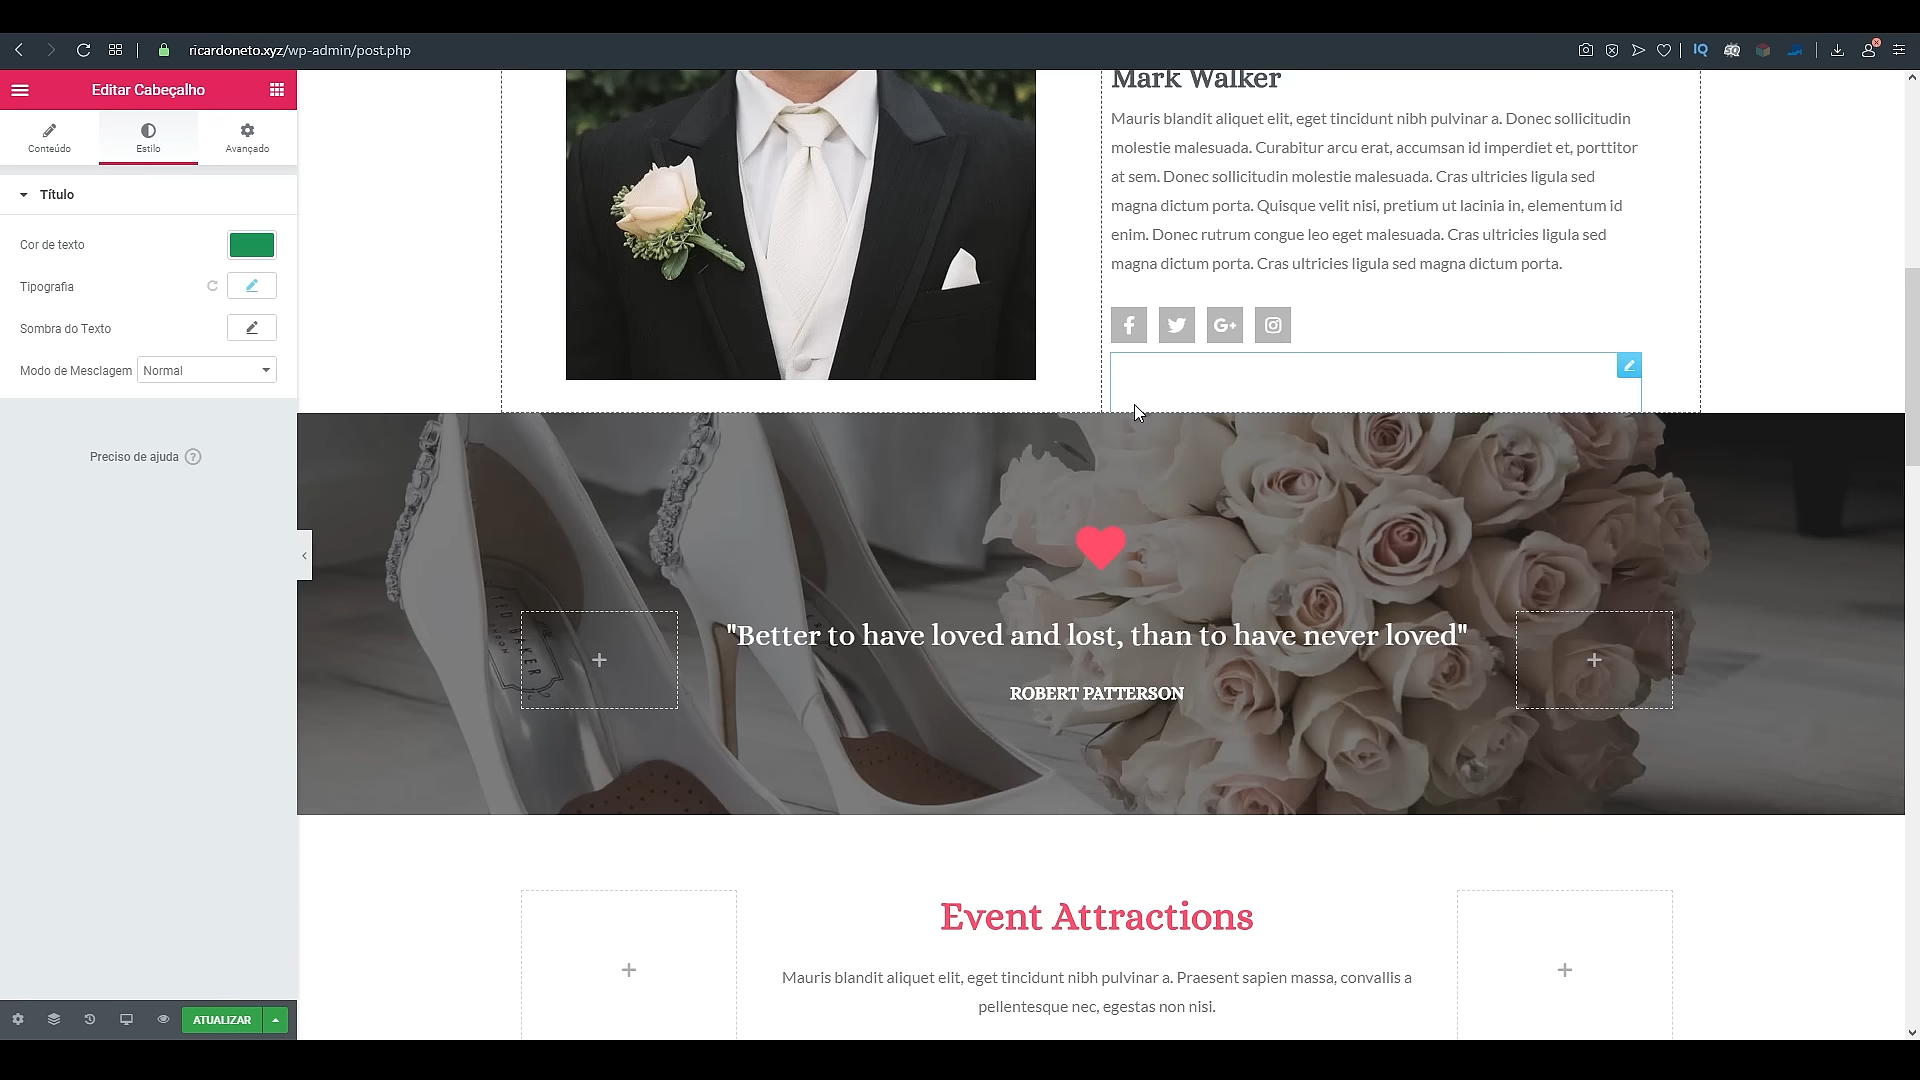 ricardoneto.xyz/wp-admin/post.php
IQ
Editar Cabeçalho
Conteúdo
Estilo
Avançado
Título
Cor de texto
Tipografia
Sombra do Texto
Modo de Mesclagem
Normal
Preciso de ajuda ?
ATUALIZAR
Mark Walker
Mauris blandit aliquet elit, eget tincidunt nibh pulvinar a. Donec sollicitudin
molestie malesuada. Curabitur arcu erat, accumsan id imperdiet et, porttitor
at sem. Donec sollicitudin molestie malesuada. Cras ultricies ligula sed
magna dictum porta. Quisque velit nisi, pretium ut lacinia in, elementum id
enim. Donec rutrum congue leo eget malesuada. Cras ultricies ligula sed
magna dictum porta. Cras ultricies ligula sed magna dictum porta.
TED BAKER
"Better to have loved and lost, than to have never loved"
ROBERT PATTERSON
Event Attractions
Mauris blandit aliquet elit, eget tincidunt nibh pulvinar a. Praesent sapien massa, convallis a
pellentesque nec, egestas non nisi.